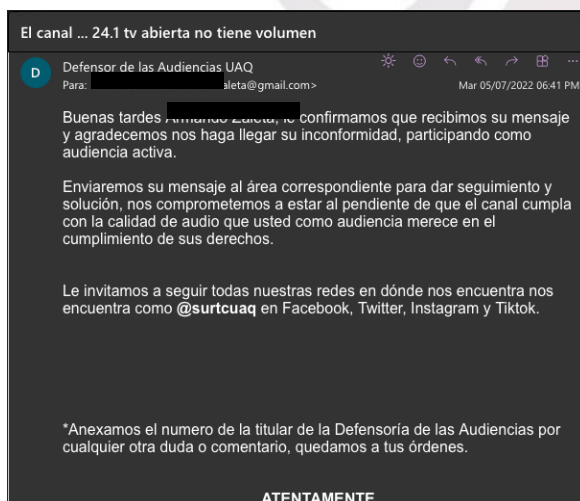 El canal ... 24.1 tv abierta no tiene volumen
D
Defensor de las Audiencias UAQ
Para: aleta@gmail.com>
Mar 05/07/2022 06:41 PM
Buenas tardes le confirmamos que recibimos su mensaje
y agradecemos nos haga llegar su inconformidad, participando como
audiencia activa.
Enviaremos su mensaje al área correspondiente para dar seguimiento y
solución, nos comprometemos a estar al pendiente de que el canal cumpla
con la calidad de audio que usted como audiencia merece en el
cumplimiento de sus derechos.
Le invitamos a seguir todas nuestras redes en dónde nos encuentra nos
encuentra como @surtcuaq en Facebook, Twitter, Instagram y Tiktok.
*Anexamos el numero de la titular de la Defensoría de las Audiencias por
cualquier otra duda o comentario, quedamos a tus órdenes.
ATENTAMENTE